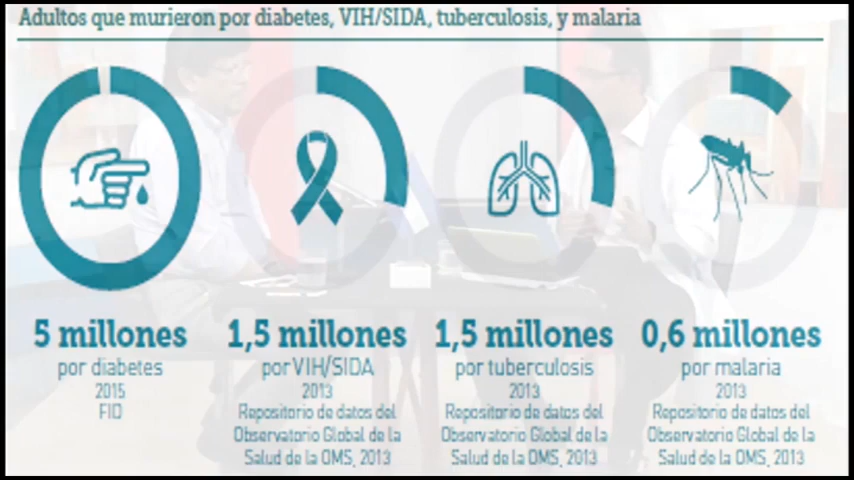 Adultos que murieron por diabetes, VIH/SIDA, tuberculosis, y malaria
5 millones
por diabetes
2015
FID
1,5 millones
por VIH/SIDA
2013
Repositorio de datos del
Observatorio Global de la
Salud de la OMS, 2013
1,5 millones
por tuberculosis
2013
Repositorio de datos del
Observatorio Global de la
Salud de la OMS, 2013
0,6 millones
por malaria
2013
Repositorio de datos del
Observatorio Global de la
Salud de la OMS, 2013